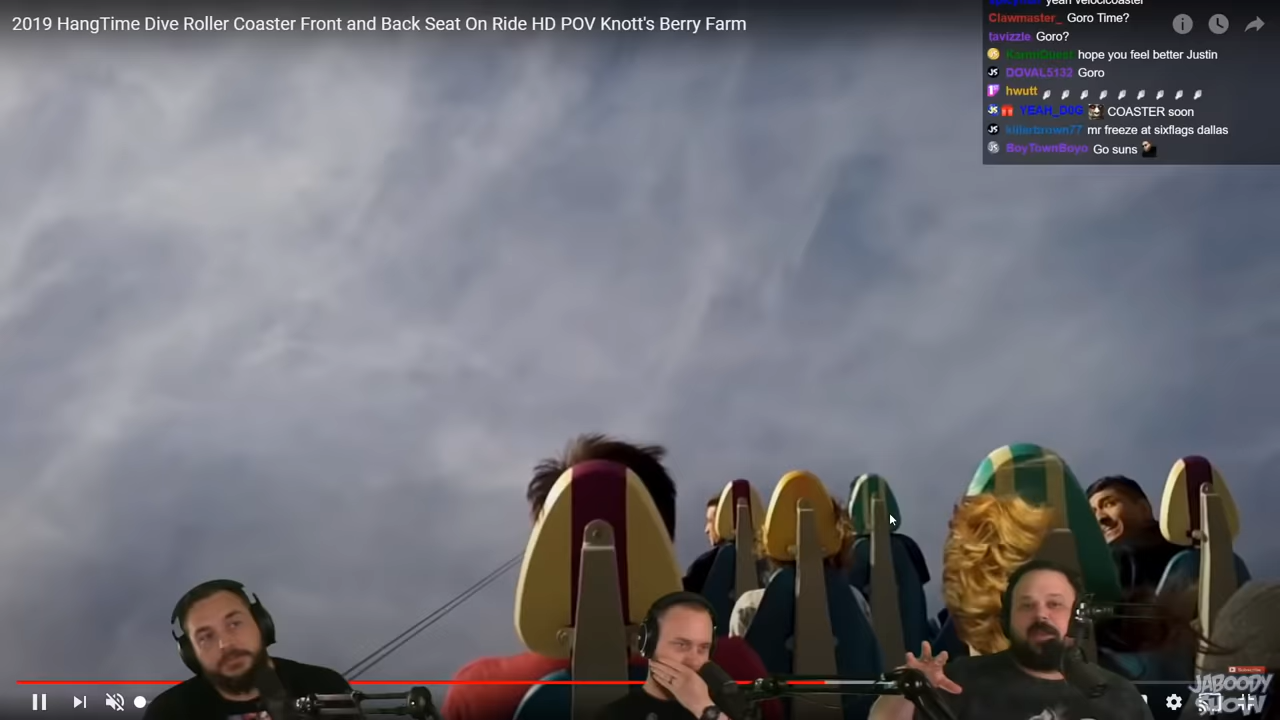 2019 HangTime Dive Roller Coaster Front and Back Seat On Ride HD POV Knott's Berry Farm
yeah velocicoaster
Clawmaster_ Goro Time?
tavizzle Goro?
hope you feel better Justin
DOVAL5132 Goro
hwutt
YEAH_D0G COASTER soon
killerbrown77 mr freeze at sixflags dallas
BoyTownBoyo Go suns
JABOODY
SHOW